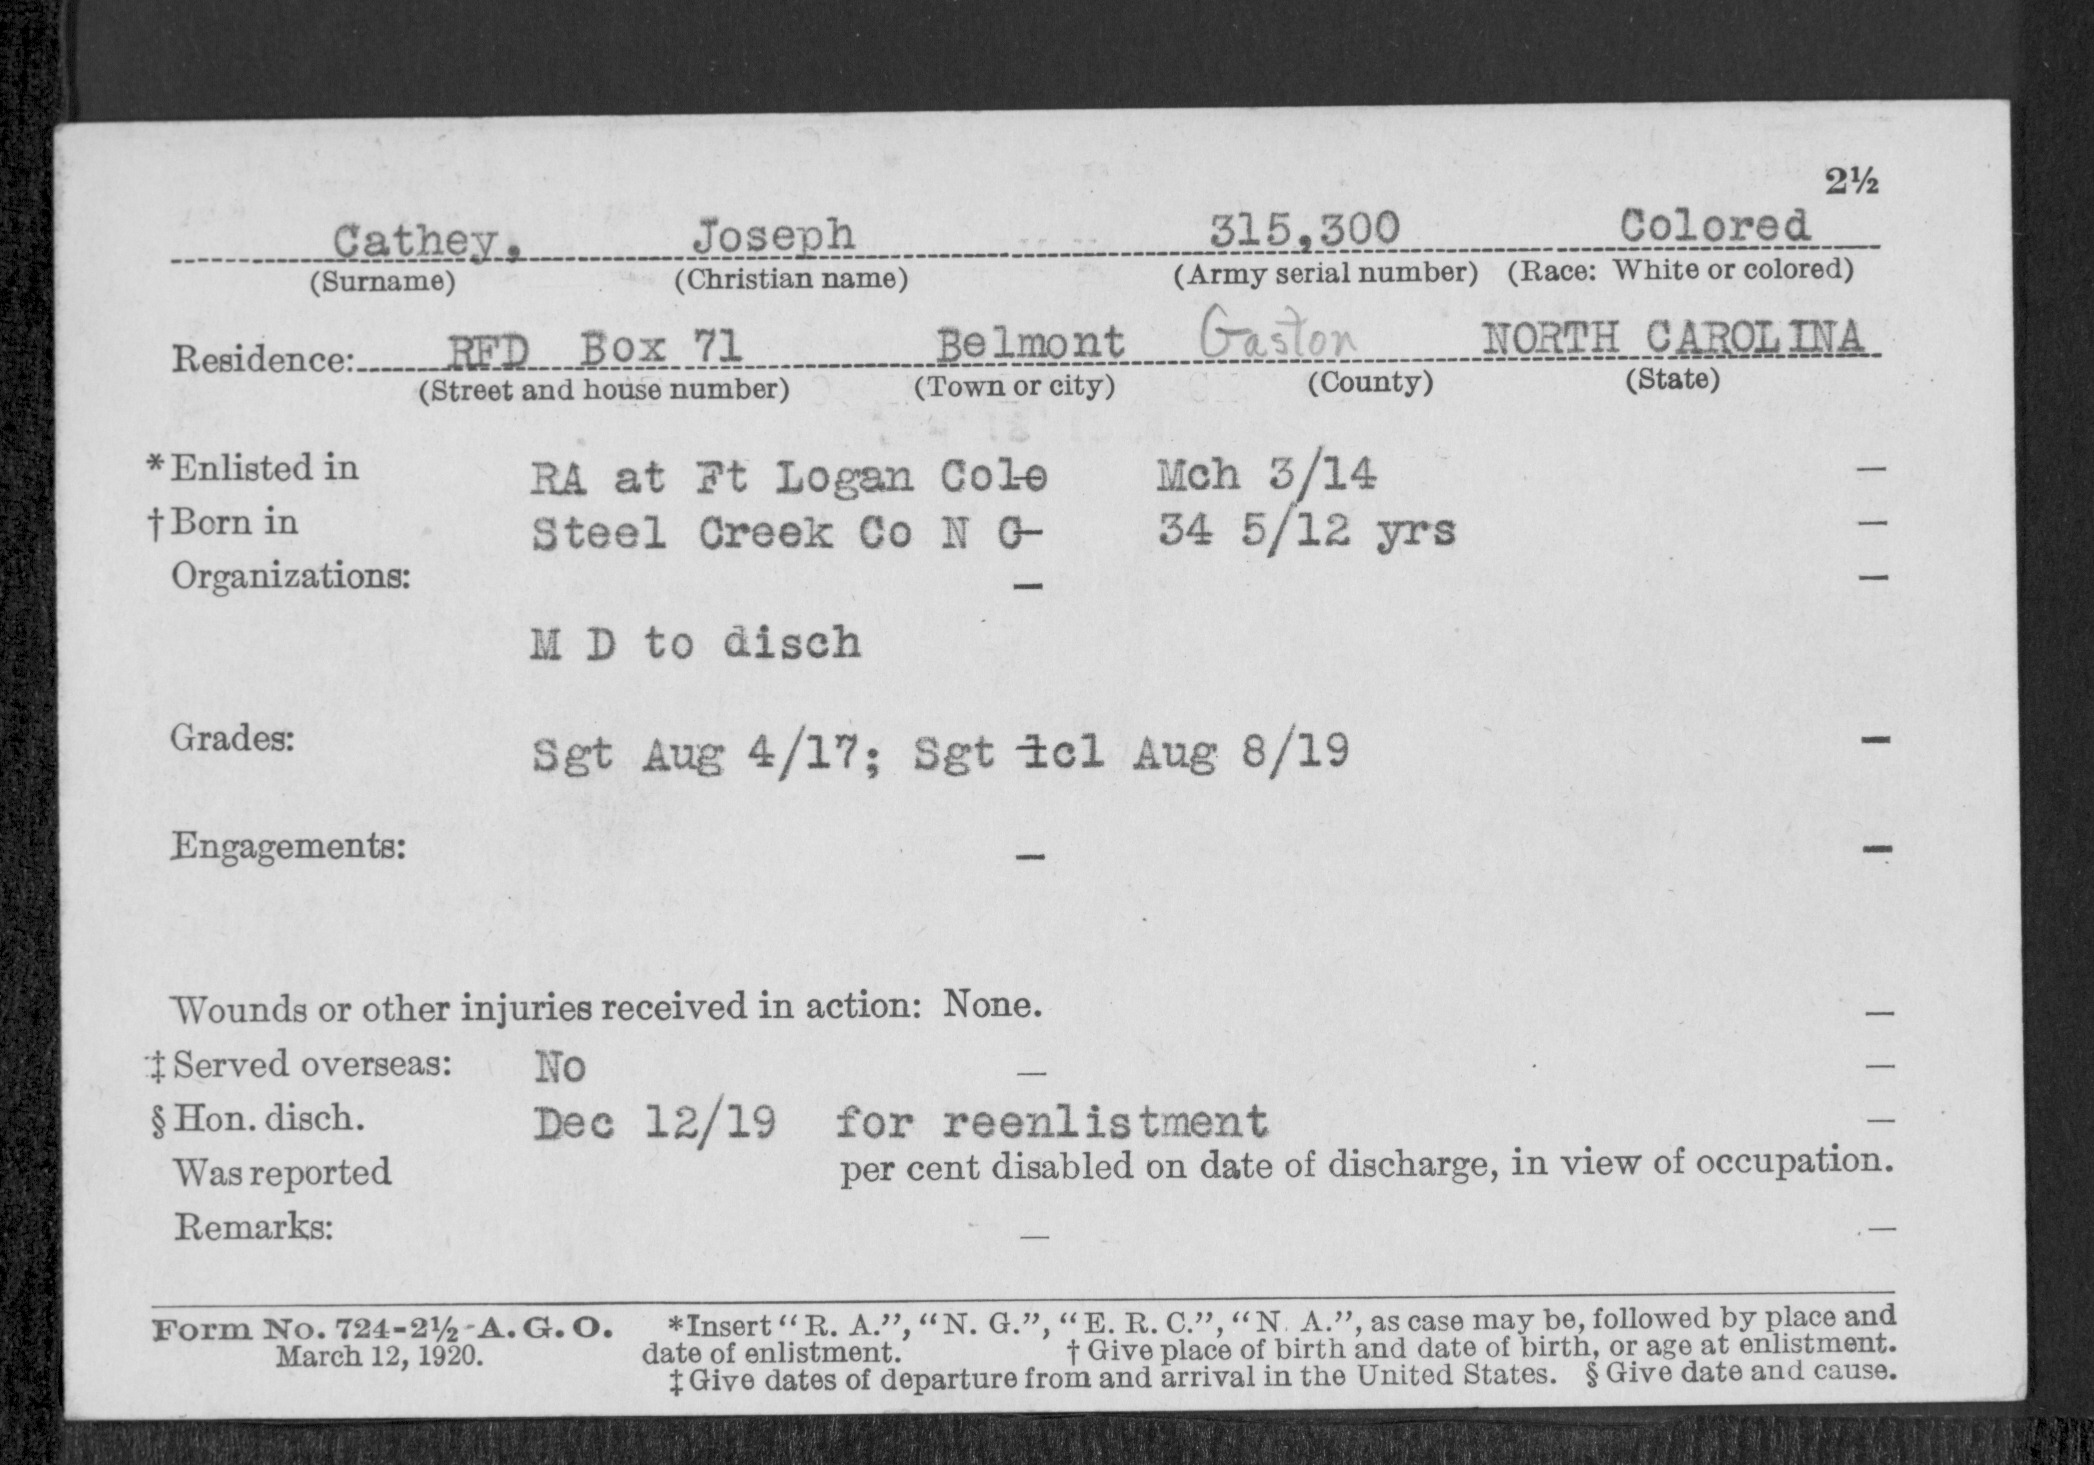 2½
Cathey, Joseph 315,300 Colored
(Surname) (Christian name) (Army serial number) (Race: White or colored)
Residence: RFD Box 71 Belmont Gaston NORTH CAROLINA
(Street and house number) (Town or city) (County) (State)
*Enlisted in RA at Ft Logan Colo Mch 3/14 —
†Born in Steel Creek Co N C— 34 5/12 yrs —
Organizations: — —
M D to disch
Grades: Sgt Aug 4/17; Sgt 1cl Aug 8/19 —
Engagements: — —
Wounds or other injuries received in action: None. —
‡Served overseas: No — —
§Hon. disch. Dec 12/19 for reenlistment —
Was reported per cent disabled on date of discharge, in view of occupation.
Remarks: — —
Form No. 724-2½-A. G. O. *Insert "R. A.", "N. G.", "E. R. C.", "N. A.", as case may be, followed by place and
March 12, 1920. date of enlistment. †Give place of birth and date of birth, or age at enlistment.
‡Give dates of departure from and arrival in the United States. §Give date and cause.